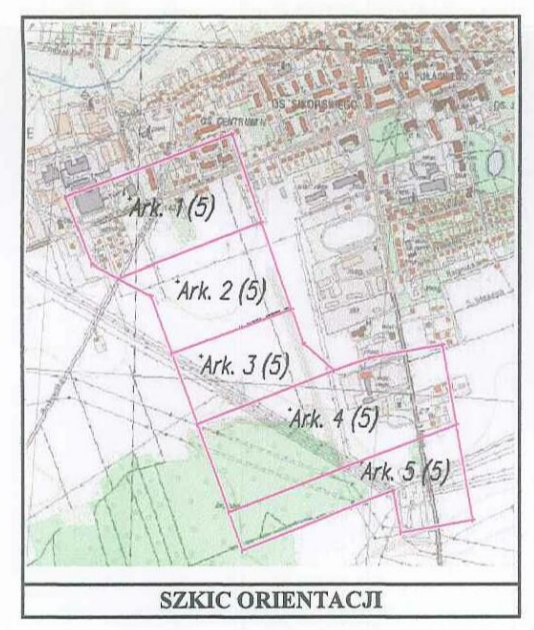 OS. PUŁASKIEGO
OS. SIKORSKIEGO
OS. CENTRUM
Ark. 1 (5)
Ark. 2 (5)
Ark. 3 (5)
Ark. 4 (5)
Ark. 5 (5)
SZKIC ORIENTACJI